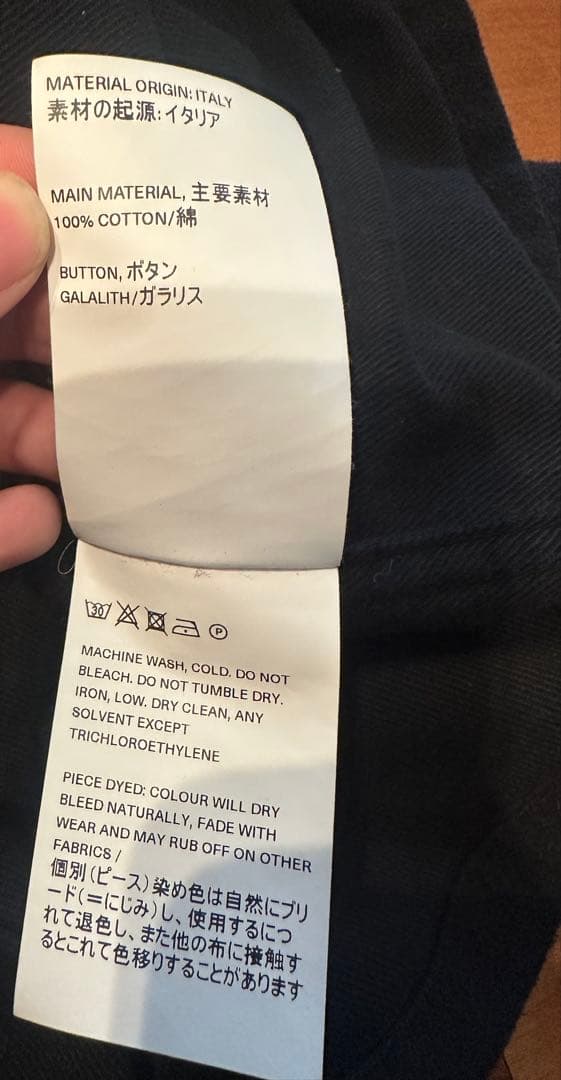 MATERIAL ORIGIN: ITALY
素材の起源:イタリア
MAIN MATERIAL, 主要素材
100% COTTON/綿
BUTTON, ボタン
GALALITH/ガラリス
30 P
MACHINE WASH, COLD. DO NOT
BLEACH. DO NOT TUMBLE DRY.
IRON, LOW. DRY CLEAN, ANY
SOLVENT EXCEPT
TRICHLOROETHYLENE
PIECE DYED: COLOUR WILL DRY
BLEED NATURALLY, FADE WITH
WEAR AND MAY RUB OFF ON OTHER
FABRICS /
個別(ピース)染め色は自然にブリ
ード(=にじみ)し、使用するにつ
れて退色し、また他の布に接触す
るとこれて色移りすることがあります